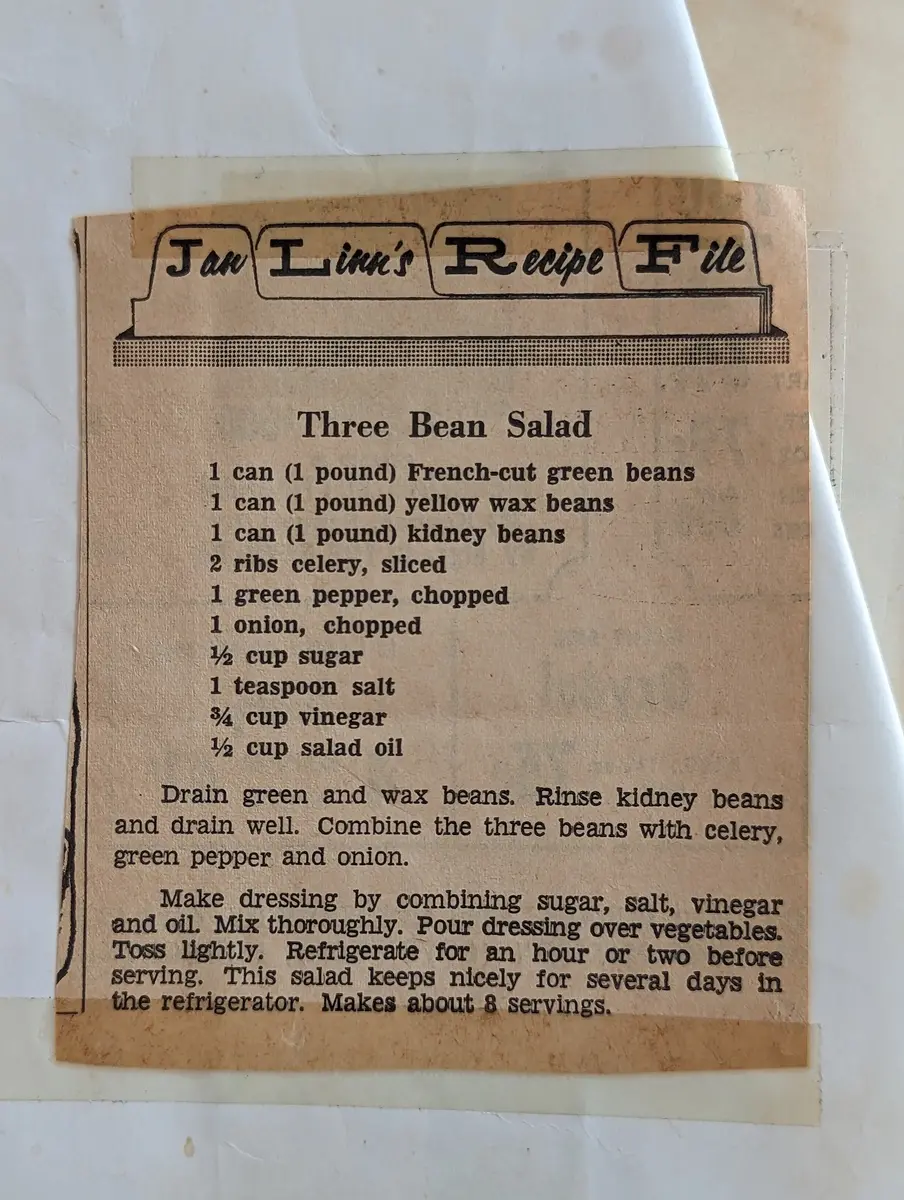 Jan Linn's Recipe File
Three Bean Salad
1 can (1 pound) French-cut green beans
1 can (1 pound) yellow wax beans
1 can (1 pound) kidney beans
2 ribs celery, sliced
1 green pepper, chopped
1 onion, chopped
½ cup sugar
1 teaspoon salt
¾ cup vinegar
½ cup salad oil
Drain green and wax beans. Rinse kidney beans
and drain well. Combine the three beans with celery,
green pepper and onion.
Make dressing by combining sugar, salt, vinegar
and oil. Mix thoroughly. Pour dressing over vegetables.
Toss lightly. Refrigerate for an hour or two before
serving. This salad keeps nicely for several days in
the refrigerator. Makes about 8 servings.